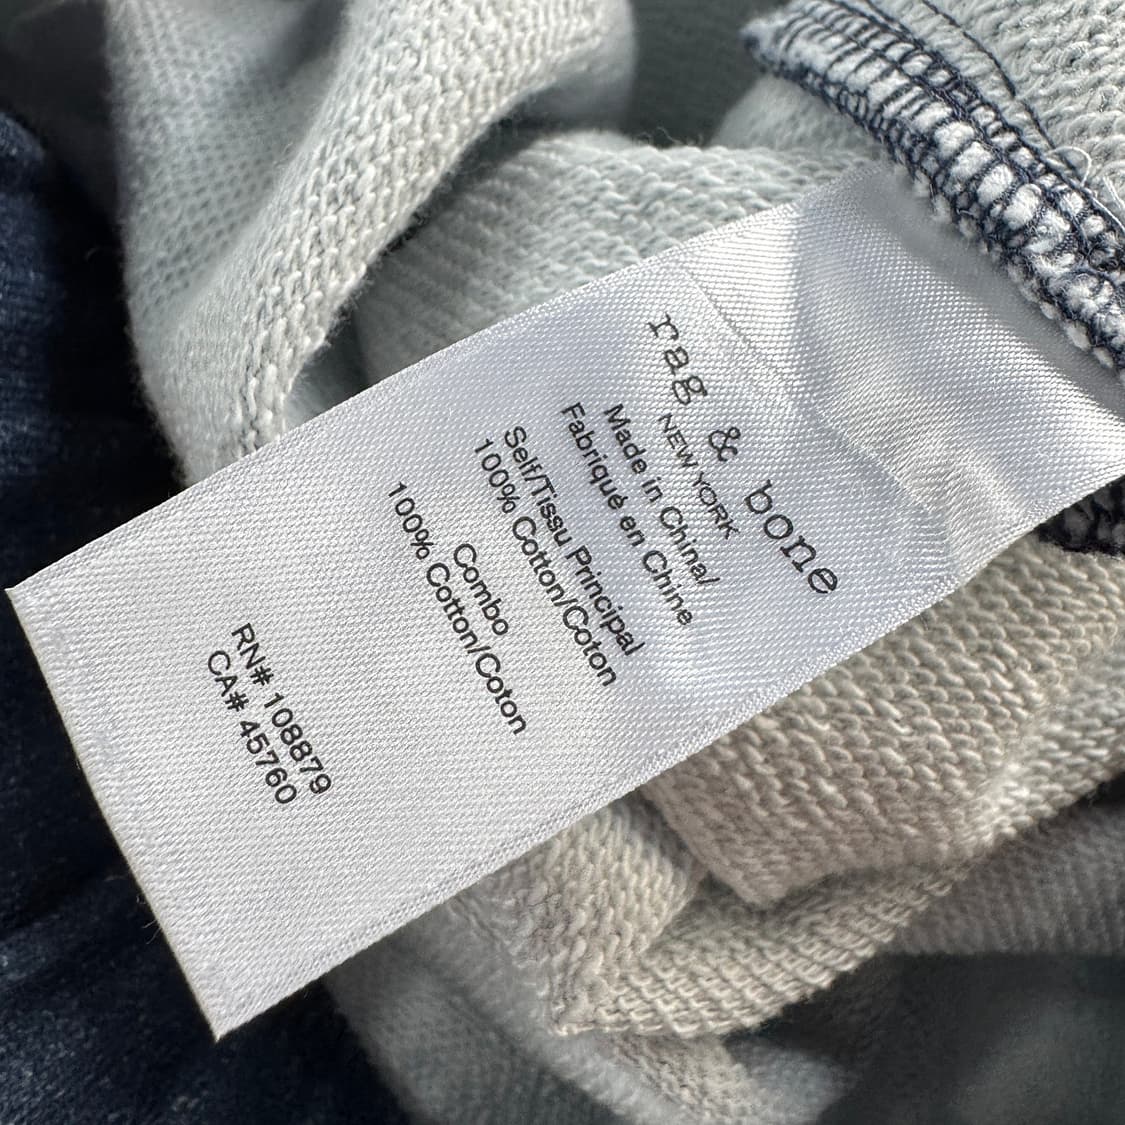 rag & bone
NEW YORK
Made in China/
Fabriqué en Chine
Self/Tissu Principal
100% Cotton/Coton
Combo
100% Cotton/Coton
RN# 108879
CA# 45760